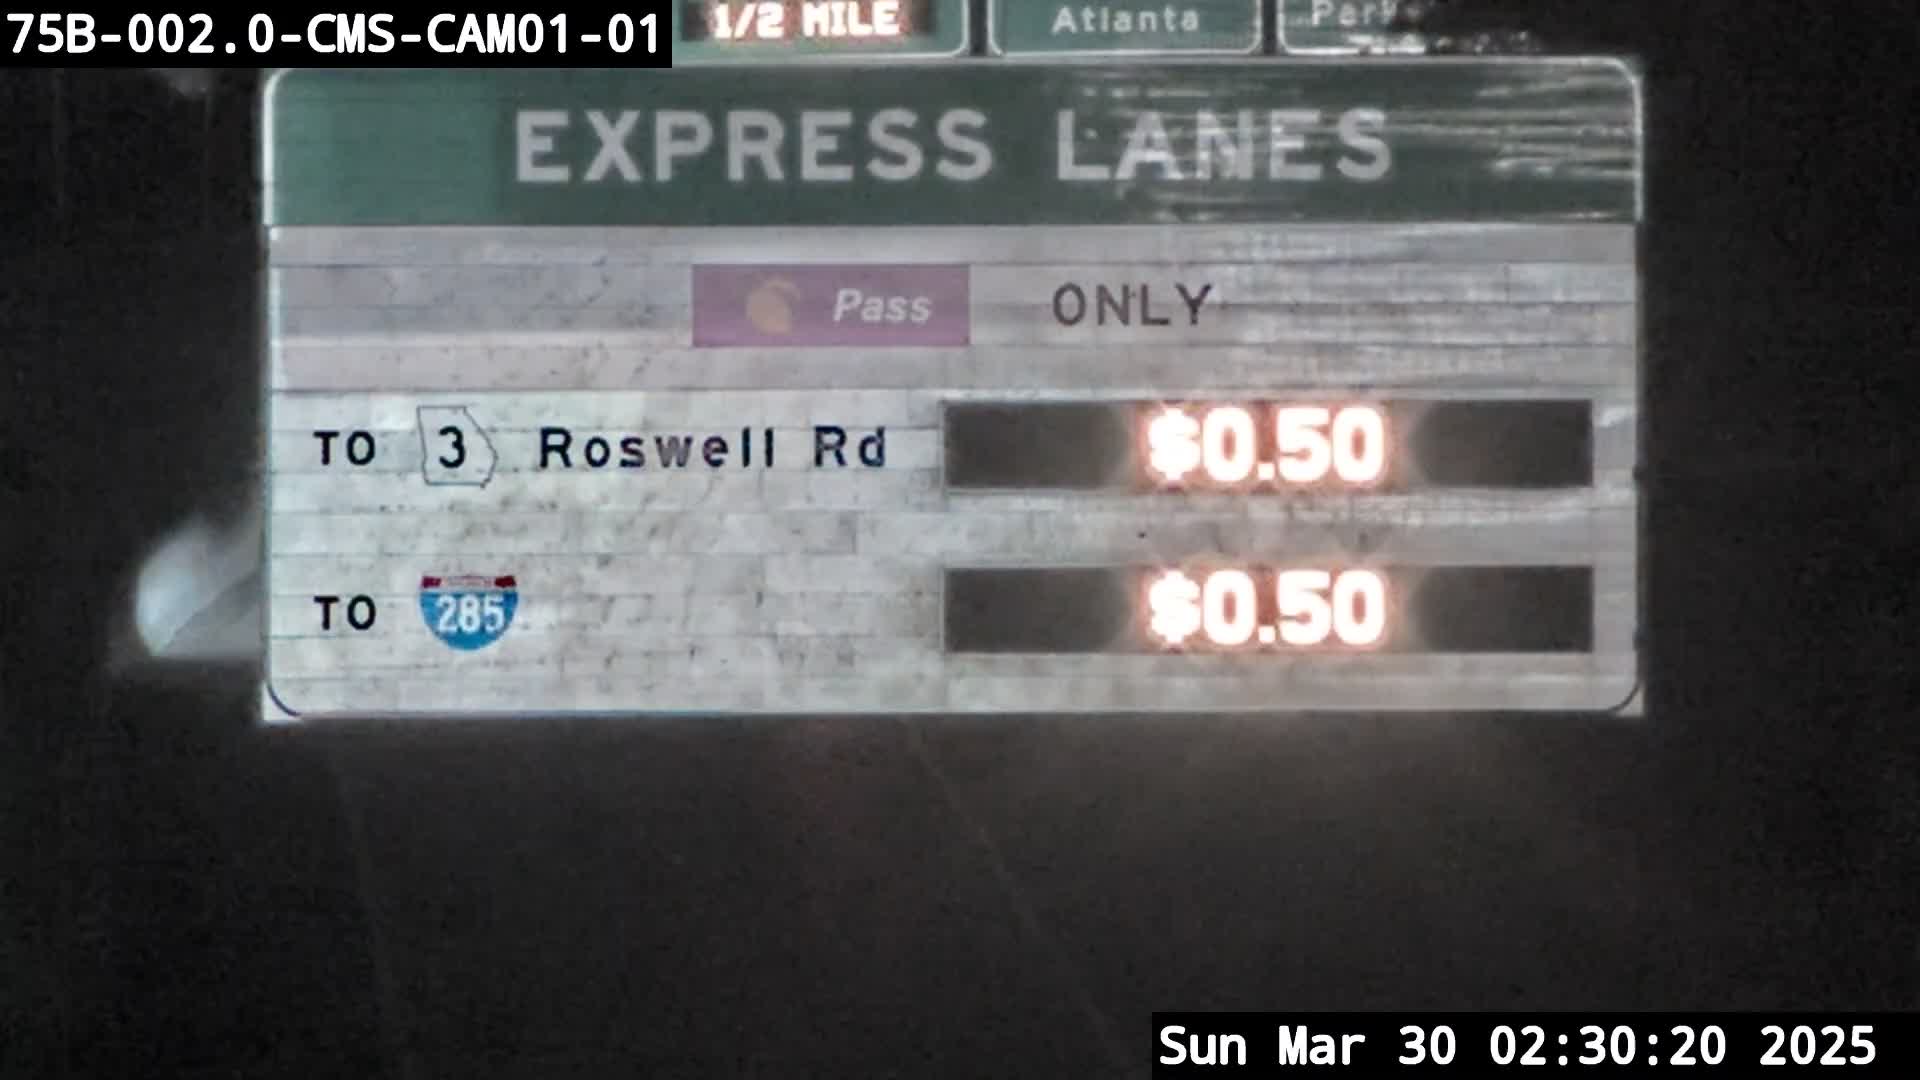 75B-002.0-CMS-CAM01-01
1/2 MILE
Atlanta
EXPRESS LANES
Pass ONLY
TO 3 Roswell Rd $0.50
TO 285 $0.50
Sun Mar 30 02:30:20 2025